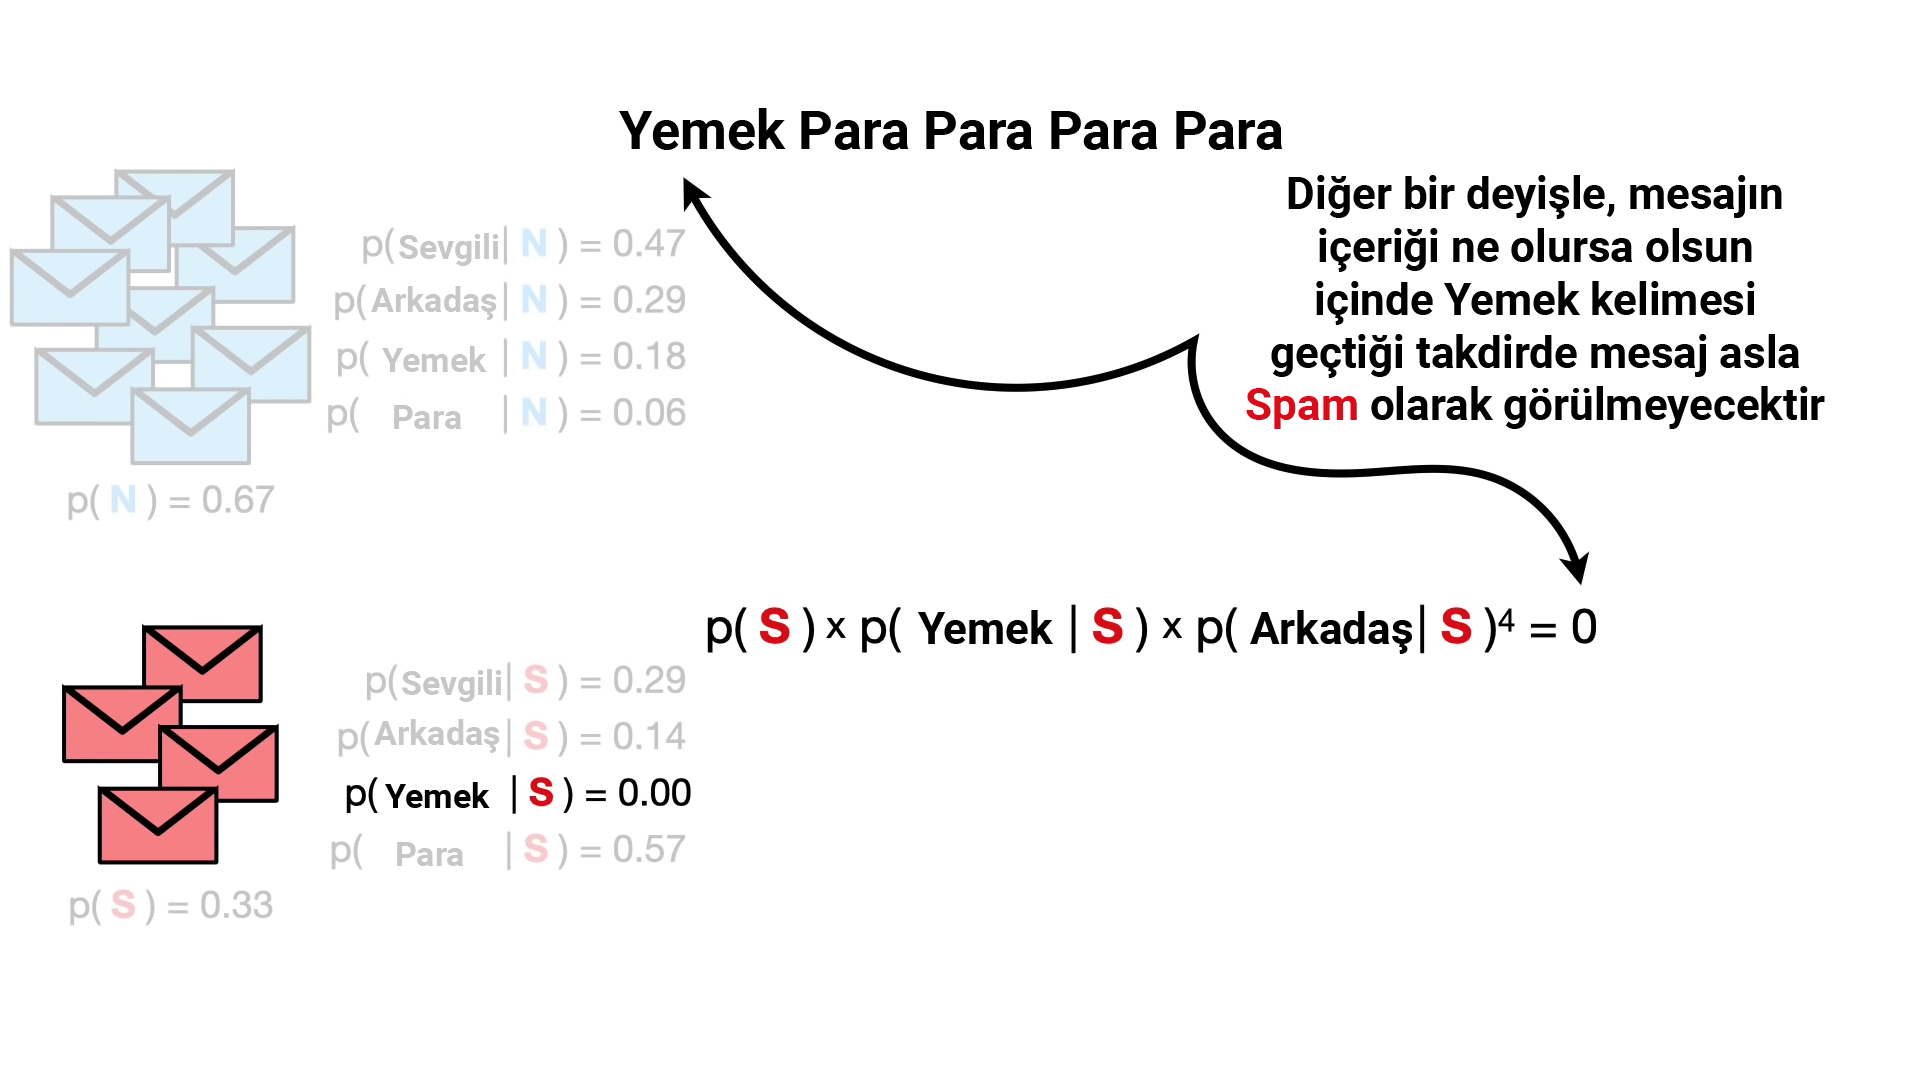 Yemek Para Para Para Para
Diğer bir deyişle, mesajın
içeriği ne olursa olsun
içinde Yemek kelimesi
geçtiği takdirde mesaj asla
Spam olarak görülmeyecektir
p(Sevgili| N ) = 0.47
p(Arkadaş| N ) = 0.29
p( Yemek | N ) = 0.18
p( Para | N ) = 0.06
p( N ) = 0.67
p( S ) x p( Yemek | S ) x p( Arkadaş| S )⁴ = 0
p(Sevgili| S ) = 0.29
p(Arkadaş| S ) = 0.14
p( Yemek | S ) = 0.00
p( Para | S ) = 0.57
p( S ) = 0.33